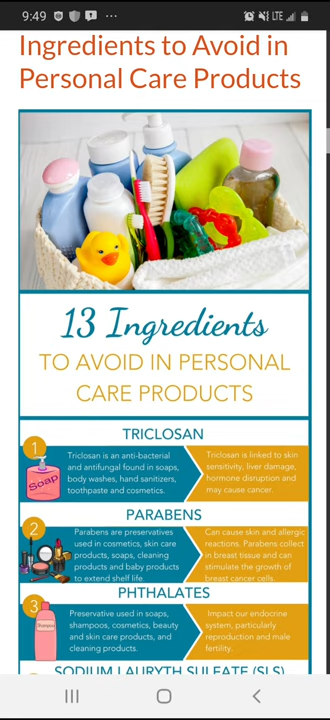 9:49
LTE
Ingredients to Avoid in
Personal Care Products
13 Ingredients
TO AVOID IN PERSONAL
CARE PRODUCTS
TRICLOSAN
1
Soap
Triclosan is an anti-bacterial
and antifungal found in soaps,
body washes, hand sanitizers,
toothpaste and cosmetics.
Triclosan is linked to skin
sensitivity, liver damage,
hormone disruption and
may cause cancer.
PARABENS
2
Parabens are preservatives
used in cosmetics, skin care
products, soaps, cleaning
products and baby products
to extend shelf life.
Can cause skin and allergic
reactions. Parabens collect
in breast tissue and can
stimulate the growth of
breast cancer cells.
PHTHALATES
3
Preservative used in soaps,
shampoos, cosmetics, beauty
and skin care products, and
cleaning products.
Impact our endocrine
system, particularly
reproduction and male
fertility.
SODIUM LAURYTH SULFATE (SLS)